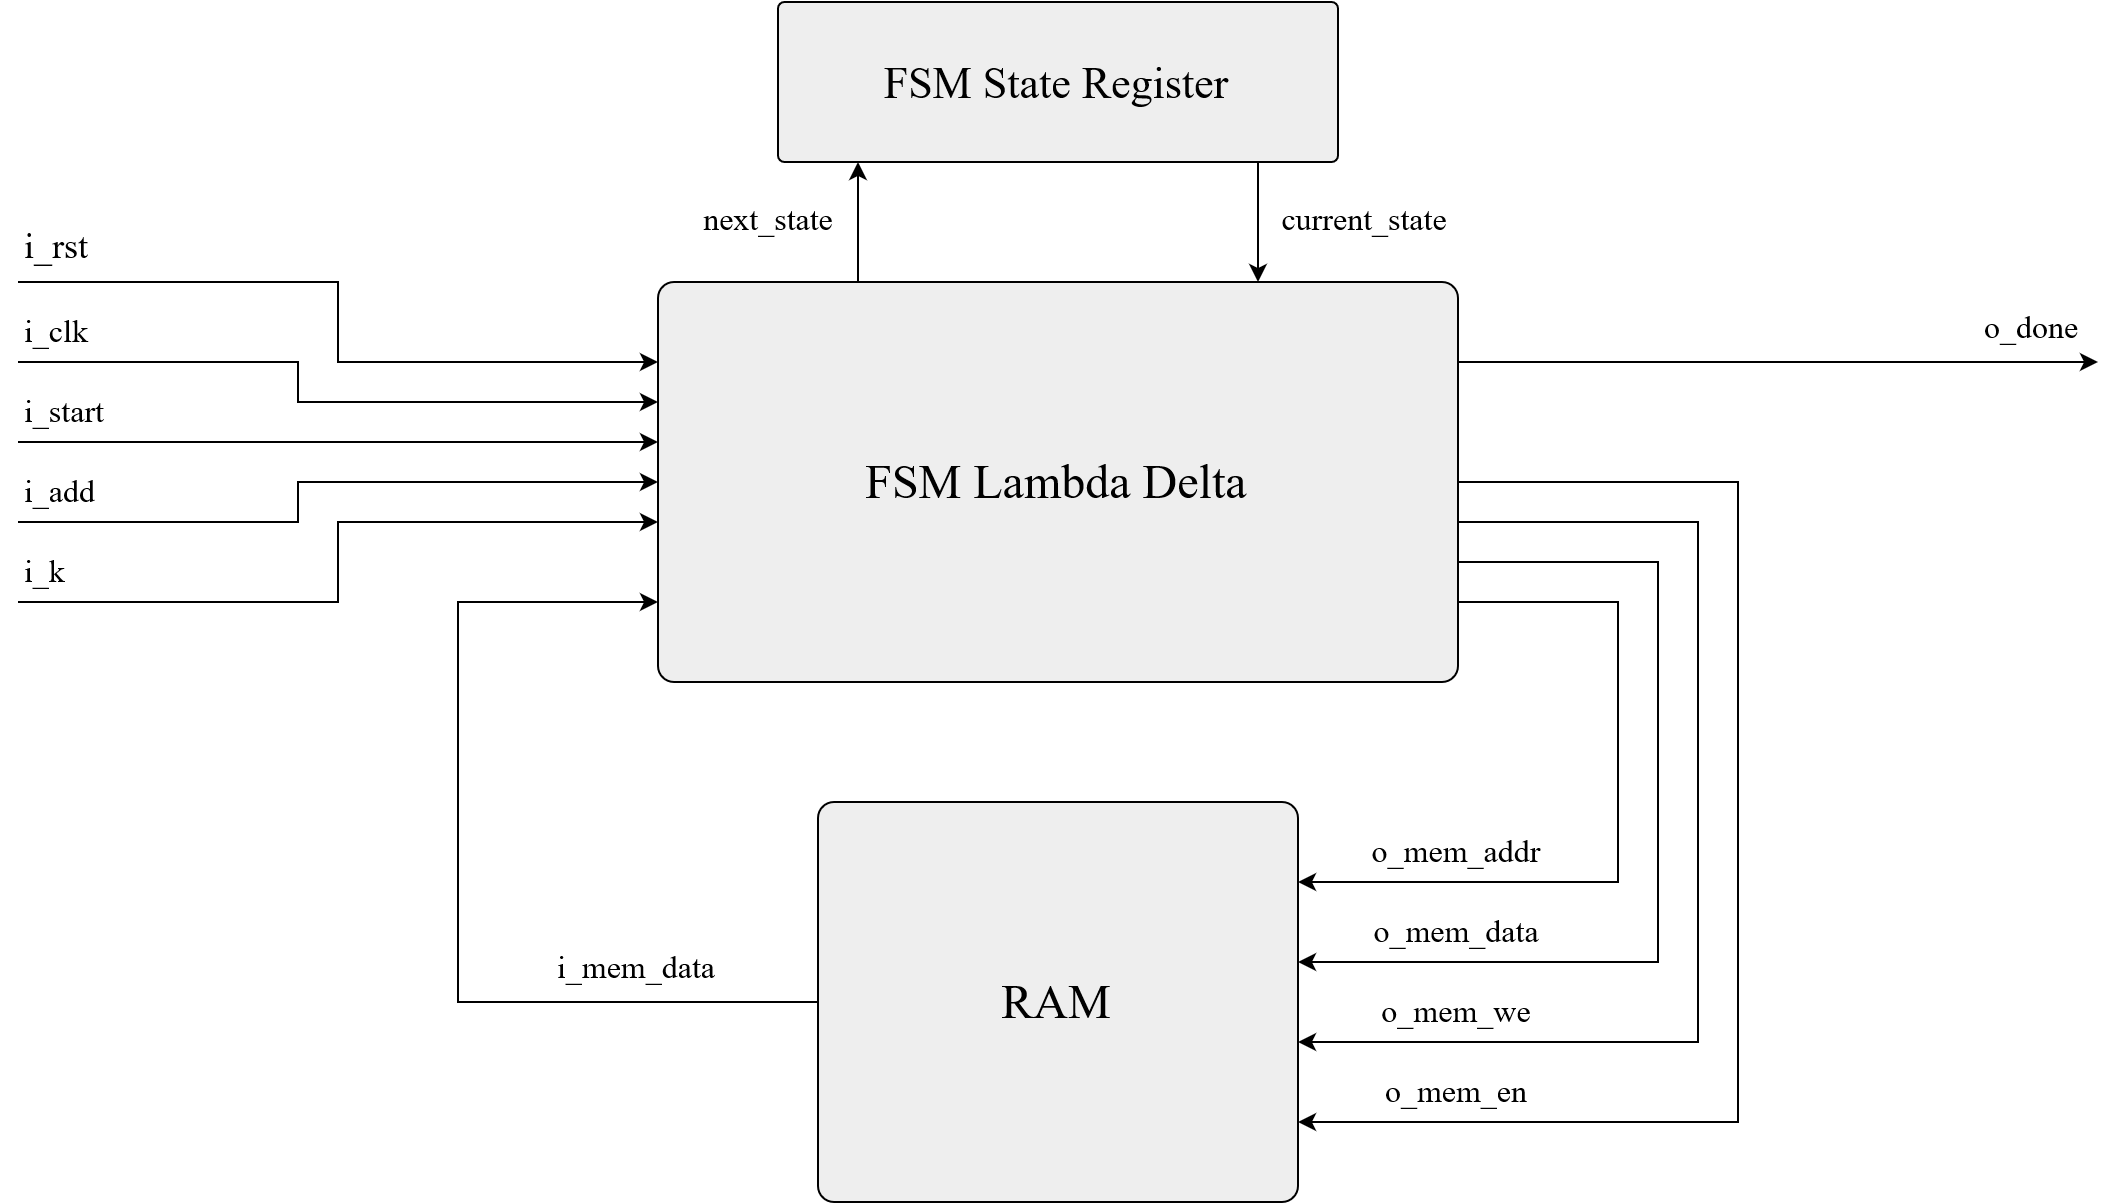 FSM State Register
next_state
current_state
i_rst
i_clk
i_start
i_add
i_k
o_done
FSM Lambda Delta
o_mem_addr
o_mem_data
i_mem_data
RAM
o_mem_we
o_mem_en